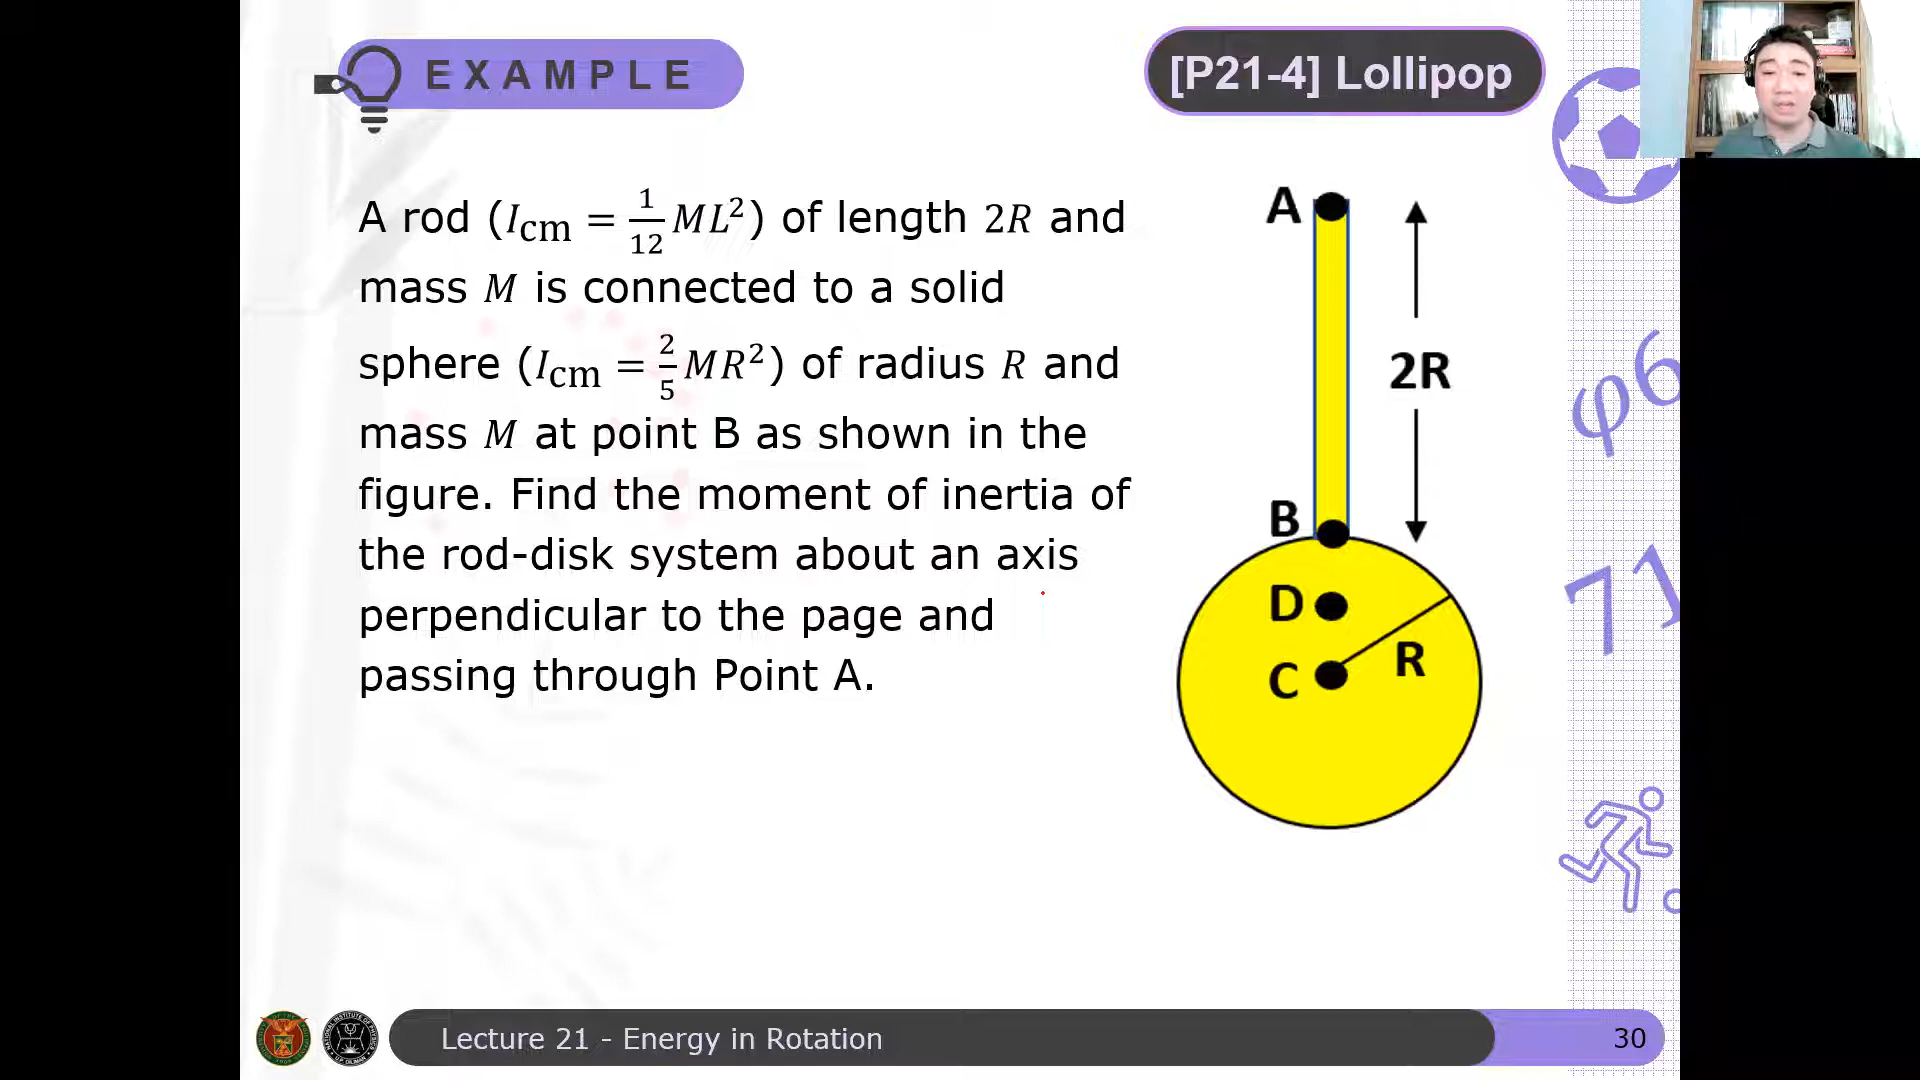 EXAMPLE
[P21-4] Lollipop
A rod (I_cm = 1/12 ML²) of length 2R and
mass M is connected to a solid
sphere (I_cm = 2/5 MR²) of radius R and
mass M at point B as shown in the
figure. Find the moment of inertia of
the rod-disk system about an axis
perpendicular to the page and
passing through Point A.
A
2R
B
D
R
C
φ6
71
Lecture 21 - Energy in Rotation
30